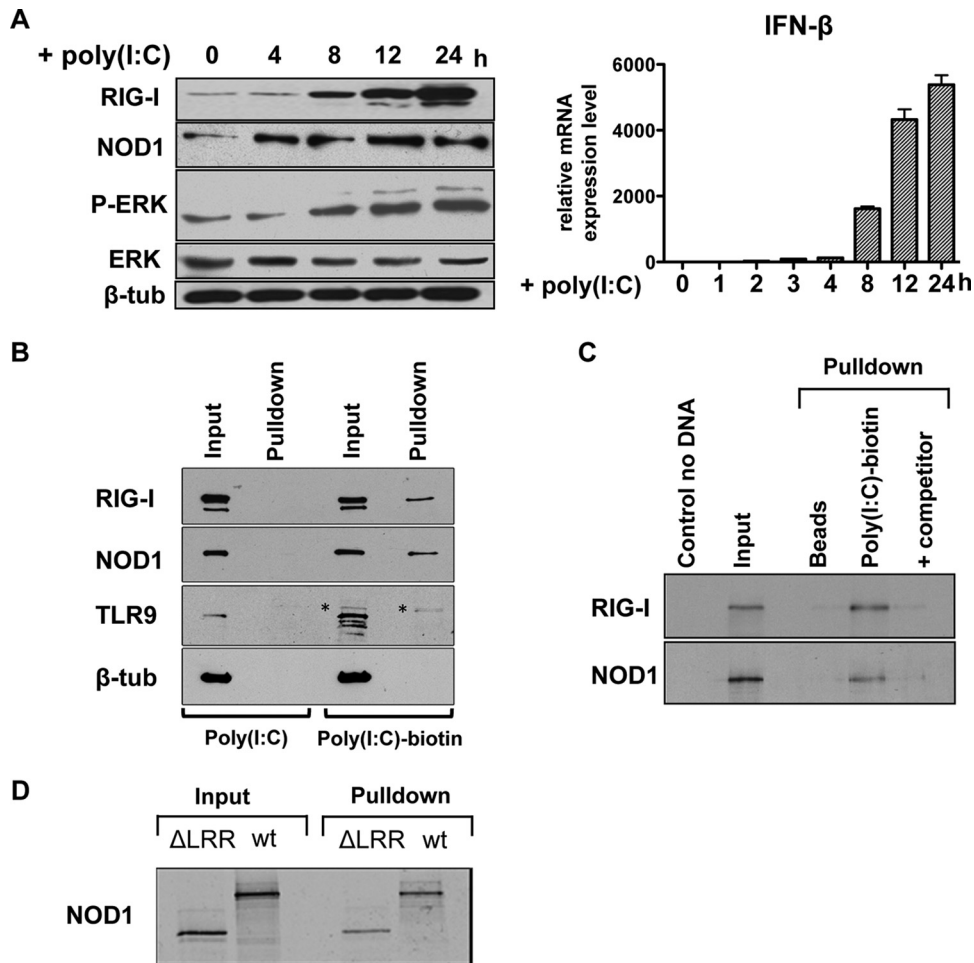 A
+ poly(I:C) 0 4 8 12 24 h
RIG-I
NOD1
P-ERK
ERK
β-tub
IFN-β
relative mRNA
expression level
6000
4000
2000
0
+ poly(I:C) 0 1 2 3 4 8 12 24 h
B
Input Pulldown Input Pulldown
RIG-I
NOD1
TLR9 * *
β-tub
Poly(I:C) Poly(I:C)-biotin
C
Pulldown
Control no DNA Input Beads Poly(I:C)-biotin + competitor
RIG-I
NOD1
D
Input Pulldown
ΔLRR wt ΔLRR wt
NOD1